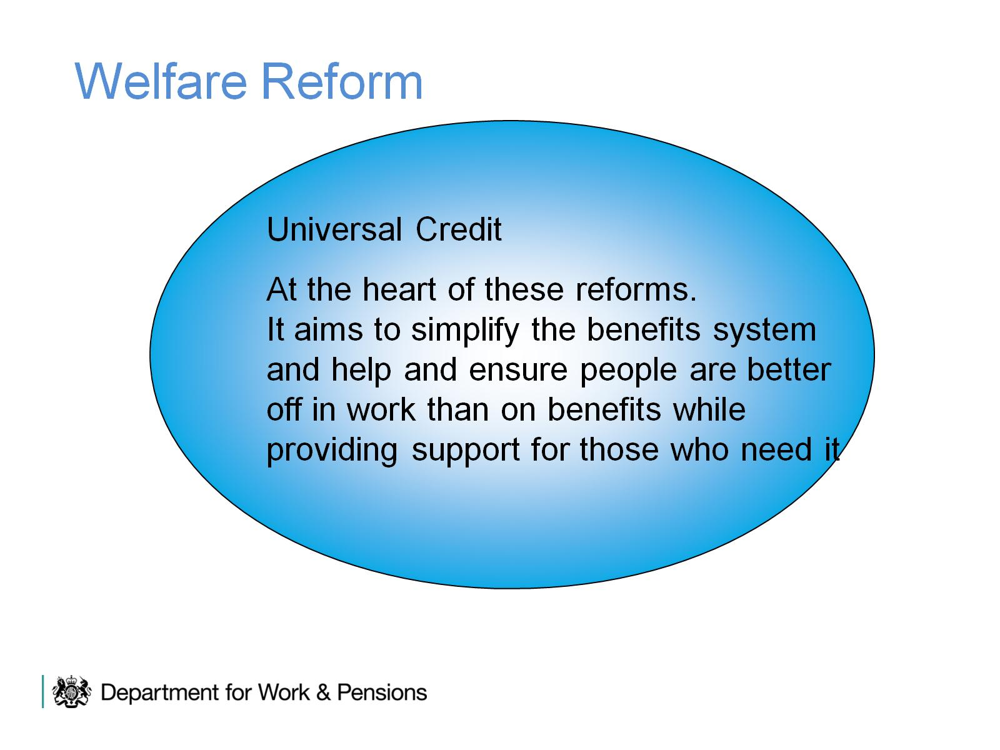 Welfare Reform
Universal Credit
At the heart of these reforms.
It aims to simplify the benefits system
and help and ensure people are better
off in work than on benefits while
providing support for those who need it
Department for Work & Pensions